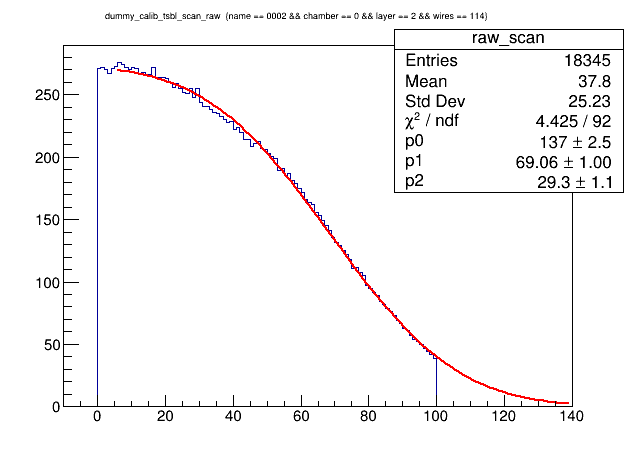 dummy_calib_tsbl_scan_raw (name == 0002 && chamber == 0 && layer == 2 && wires == 114)
raw_scan
Entries 18345
Mean 37.8
Std Dev 25.23
χ² / ndf 4.425 / 92
p0 137 ± 2.5
p1 69.06 ± 1.00
p2 29.3 ± 1.1
250
200
150
100
50
0
0 20 40 60 80 100 120 140